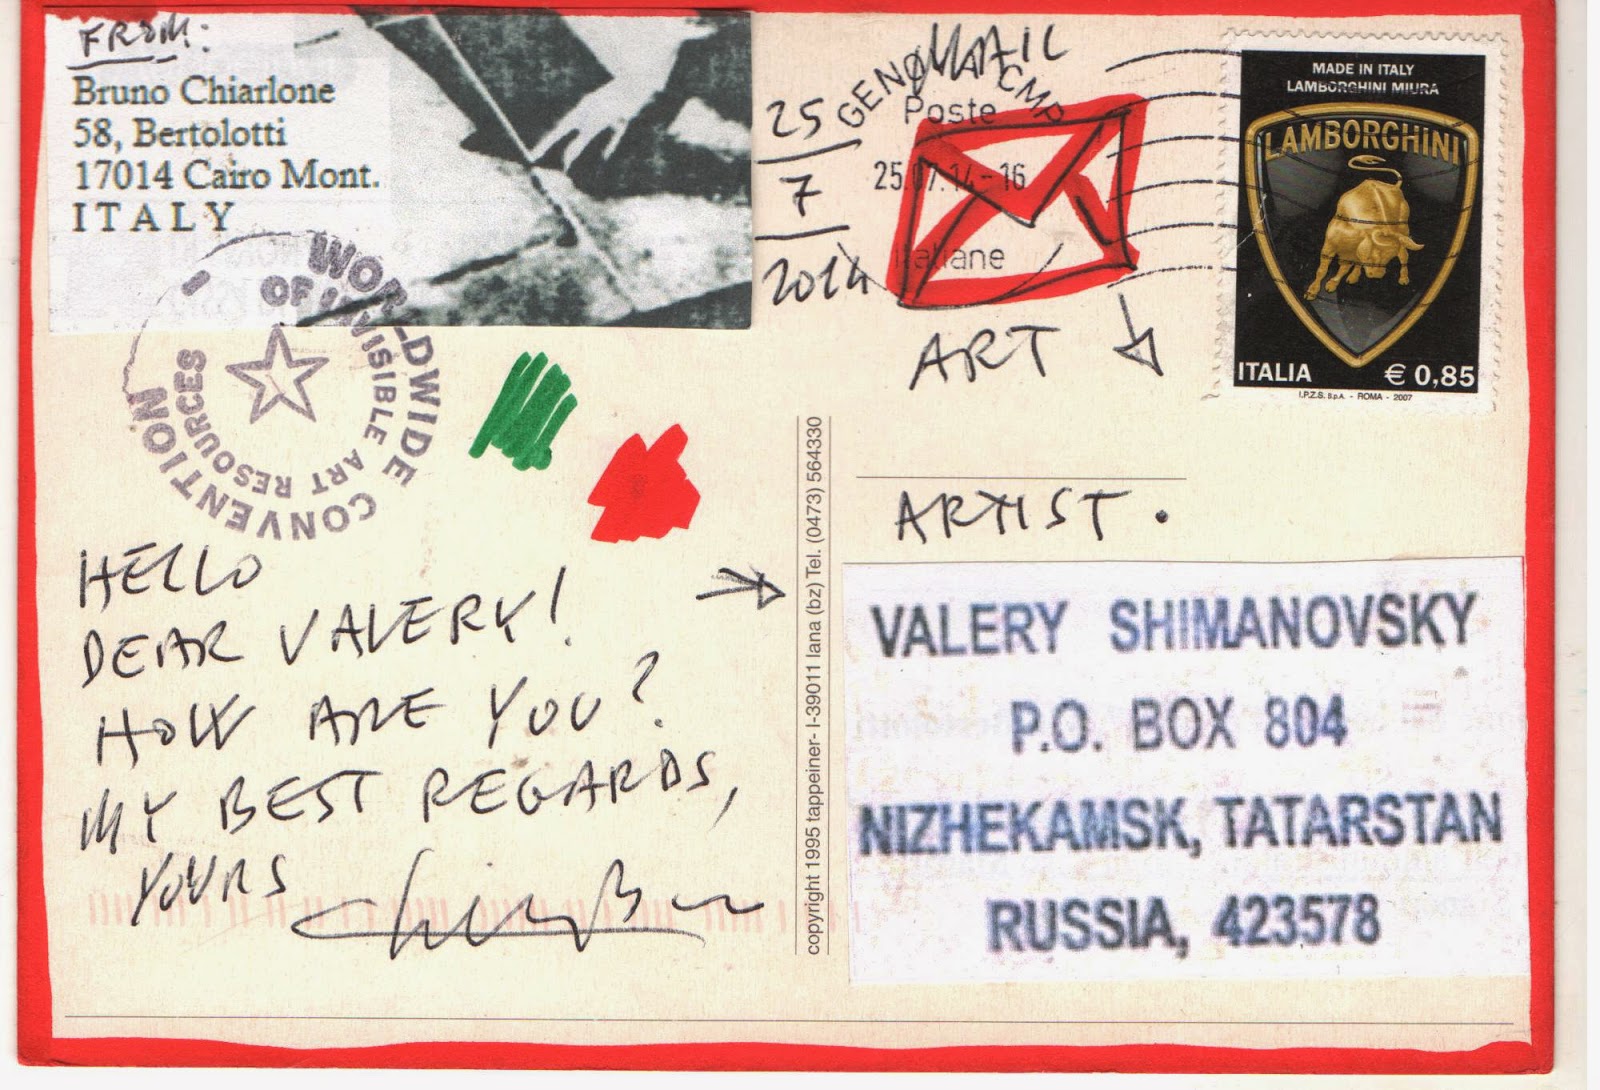 FROM:
Bruno Chiarlone
58, Bertolotti
17014 Cairo Mont.
ITALY
WORLDWIDE CONVENTION
OF INVISIBLE ART RESOURCES
25
7
2014
MAIL
ART
ARTIST.
GENOVA CMP
Poste
25.07.14-16
Italiane
MADE IN ITALY
LAMBORGHINI MIURA
LAMBORGHINI
ITALIA € 0,85
I.P.Z.S. S.p.A. - ROMA - 2007
HELLO
DEAR VALERY!
HOW ARE YOU?
MY BEST REGARDS,
YOURS
copyright 1995 tappeiner- I-39011 lana (bz) Tel. (0473) 564330
VALERY SHIMANOVSKY
P.O. BOX 804
NIZHEKAMSK, TATARSTAN
RUSSIA, 423578